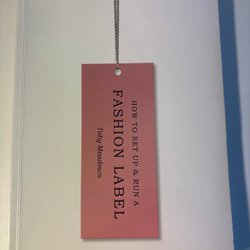 HOW TO SET UP & RUN A
FASHION LABEL
Toby Meadows